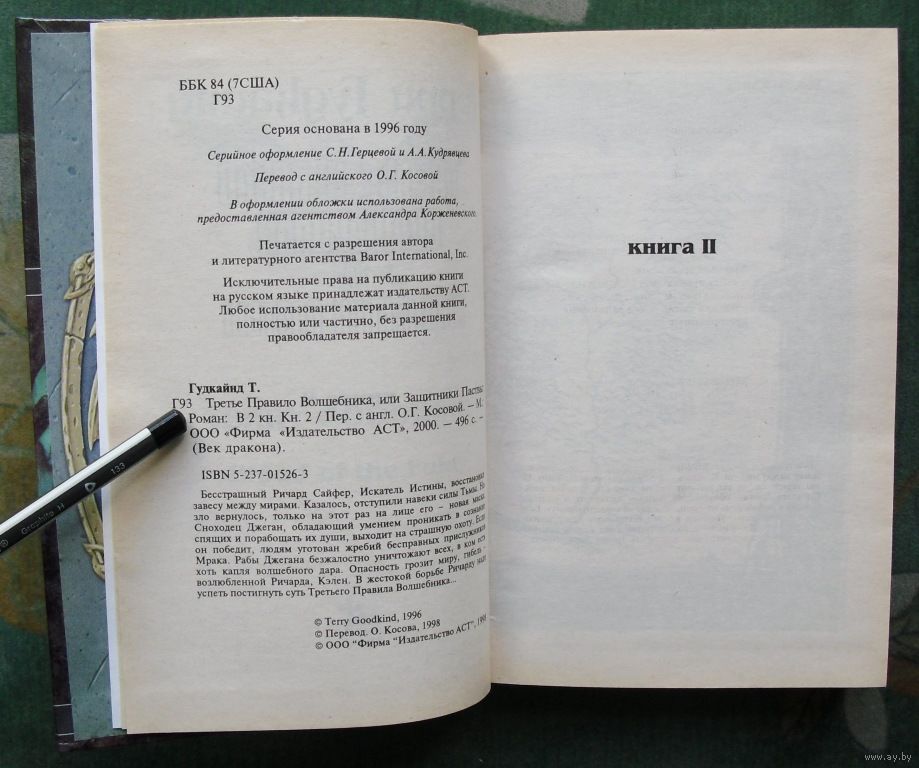 ББК 84 (7США)
Г93
Серия основана в 1996 году
Серийное оформление С.Н.Герцевой и А.А.Кудрявцева
Перевод с английского О.Г. Косовой
В оформлении обложки использована работа,
предоставленная агентством Александра Корженевского.
Печатается с разрешения автора
и литературного агентства Baror International, Inc.
Исключительные права на публикацию книги
на русском языке принадлежат издательству АСТ.
Любое использование материала данной книги,
полностью или частично, без разрешения
правообладателя запрещается.
Гудкайнд Т.
Г93 Третье Правило Волшебника, или Защитники Паствы:
Роман: В 2 кн. Кн. 2 / Пер. с англ. О.Г. Косовой. — М.:
ООО «Фирма «Издательство АСТ», 2000. — 496 с. —
(Век дракона).
ISBN 5-237-01526-3
Бесстрашный Ричард Сайфер, Искатель Истины, восстановил
завесу между мирами. Казалось, отступили навеки силы Тьмы. Но
зло вернулось, только на этот раз на лице его – новая маска.
Сноходец Джеган, обладающий умением проникать в сознание
спящих и порабощать их души, выходит на страшную охоту. Если
он победит, людям уготован жребий бесправных прислужников
Мрака. Рабы Джегана безжалостно уничтожают всех, в ком есть
хоть капля волшебного дара. Опасность грозит миру, гибель –
возлюбленной Ричарда, Кэлен. В жестокой борьбе Ричарду надо
успеть постигнуть суть Третьего Правила Волшебника...
© Terry Goodkind, 1996
© Перевод. О. Косова, 1998
© ООО "Фирма "Издательство АСТ",
книга II
Graphite H 133
www.ay.by